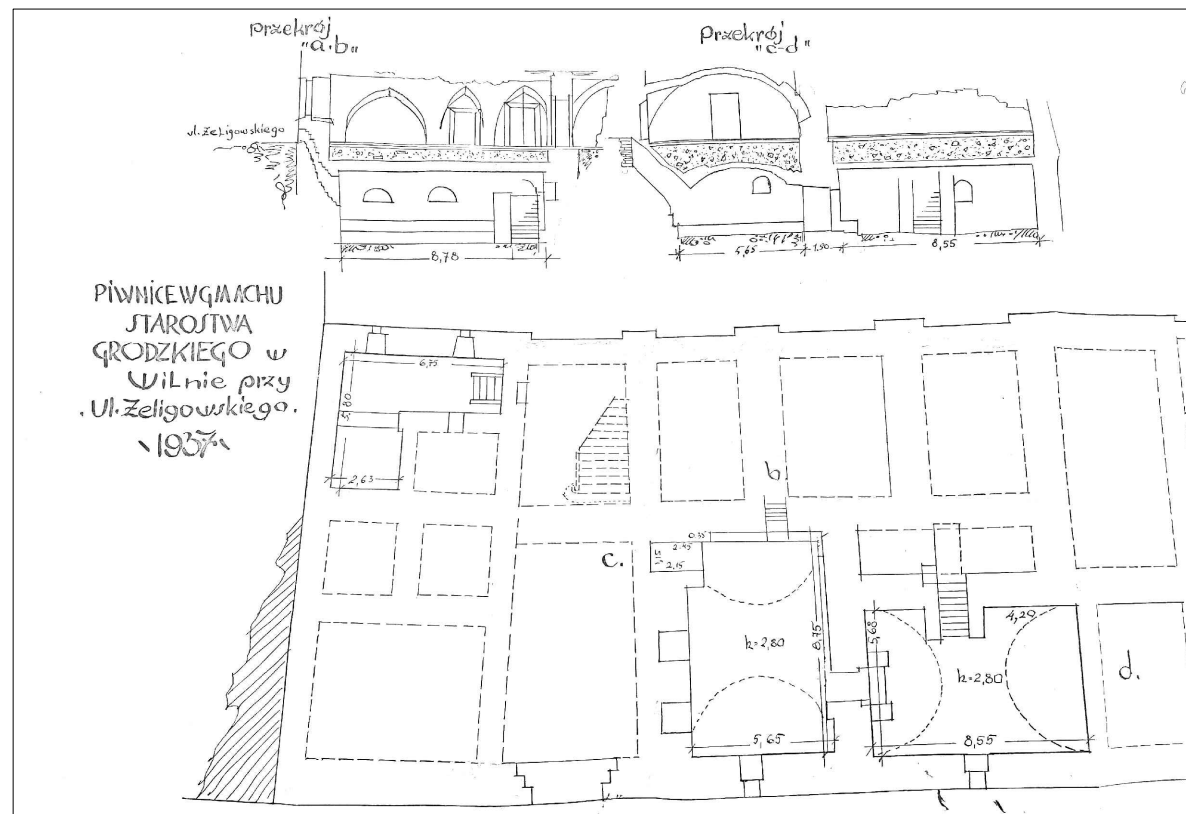 przekrój
"a.b"
Przekrój
"c-d"
ul. Żeligowskiego
8,78
5,65
1,90
8,55
PIWNICE W GMACHU
STAROSTWA
GRODZKIEGO w
Wilnie przy
Ul. Żeligowskiego.
1937
6,75
5,80
2,63
b
c.
0.55
2.45
2,15
h=2,80
8,75
5,65
5,68
4,20
h=2,80
d.
8,55